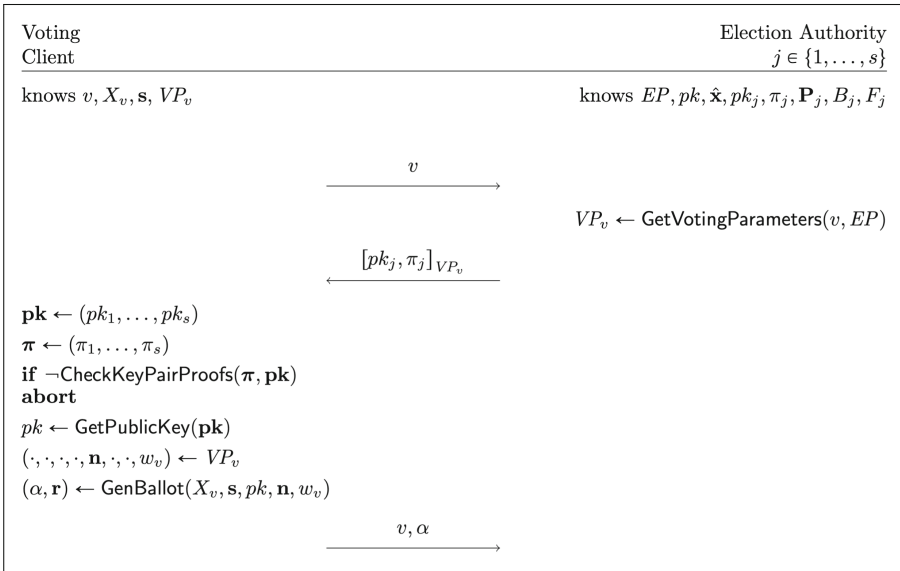 Voting Election Authority
Client j ∈ {1, . . . , s}
knows v, X_v, s, VP_v knows EP, pk, x̂, pk_j, π_j, P_j, B_j, F_j
v
VP_v ← GetVotingParameters(v, EP)
[pk_j, π_j]_{VP_v}
pk ← (pk_1, . . . , pk_s)
π ← (π_1, . . . , π_s)
if ¬CheckKeyPairProofs(π, pk)
abort
pk ← GetPublicKey(pk)
(·, ·, ·, ·, n, ·, ·, w_v) ← VP_v
(α, r) ← GenBallot(X_v, s, pk, n, w_v)
v, α